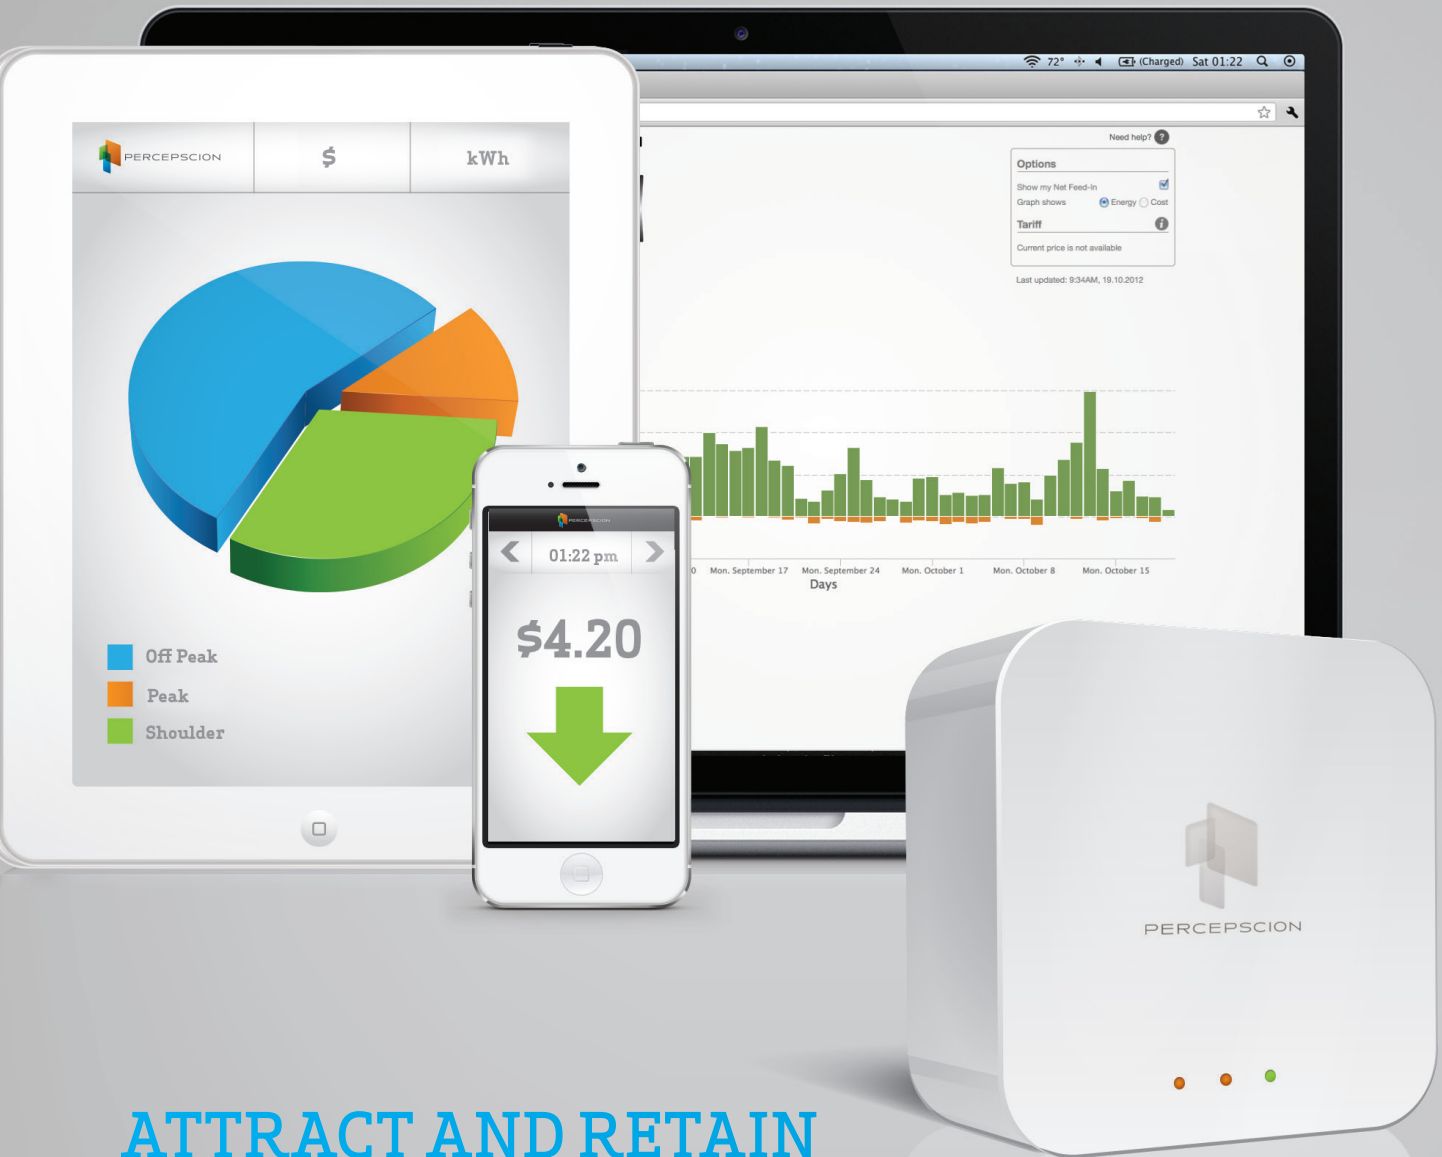 72° (Charged) Sat 01:22
Need help? ?
Options
Show my Net Feed-In
Graph shows Energy Cost
Tariff i
Current price is not available
Last updated: 9:34AM, 19.10.2012
PERCEPSCION $ kWh
Off Peak
Peak
Shoulder
PERCEPSCION
01:22 pm
$4.20
0 Mon. September 17 Mon. September 24 Mon. October 1 Mon. October 8 Mon. October 15
Days
PERCEPSCION
ATTRACT AND RETAIN